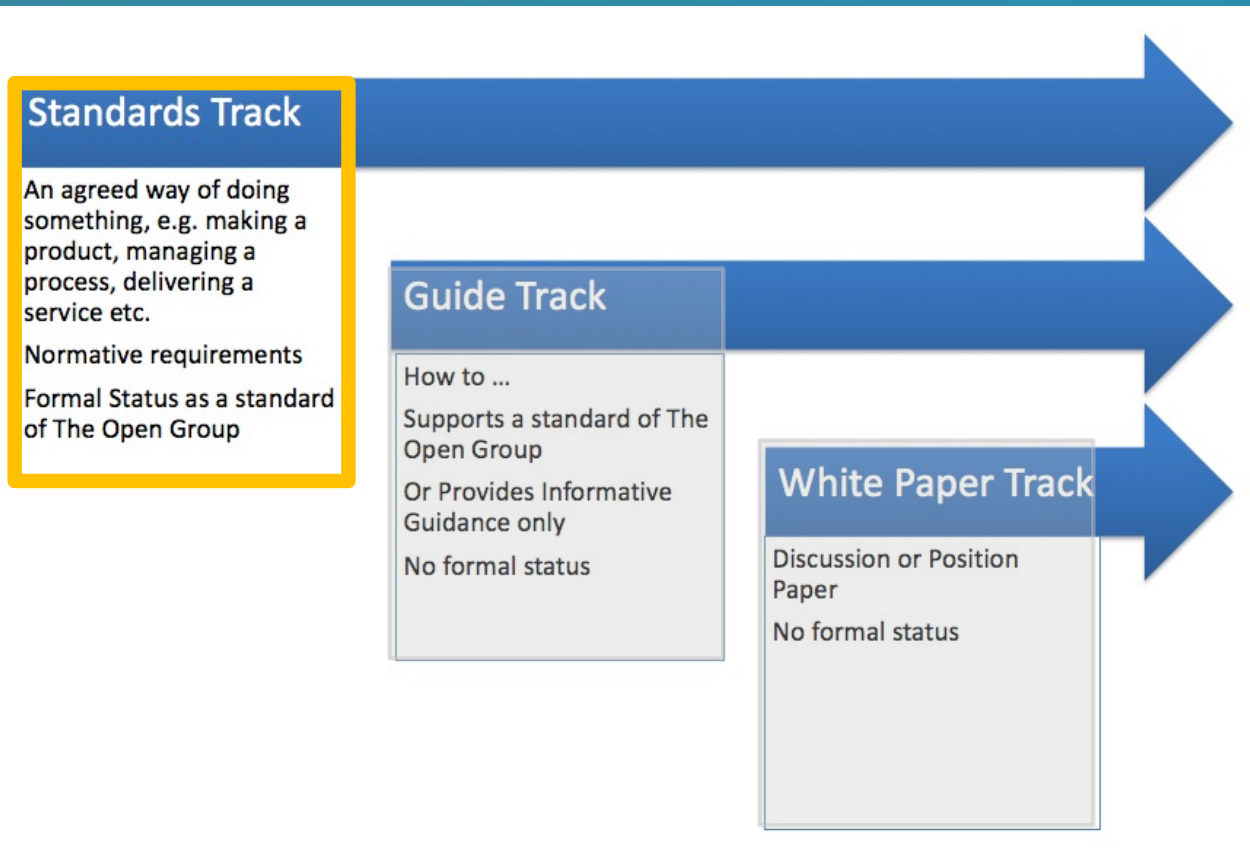 Standards Track
An agreed way of doing
something, e.g. making a
product, managing a
process, delivering a
service etc.
Normative requirements
Formal Status as a standard
of The Open Group
Guide Track
How to ...
Supports a standard of The
Open Group
Or Provides Informative
Guidance only
No formal status
White Paper Track
Discussion or Position
Paper
No formal status